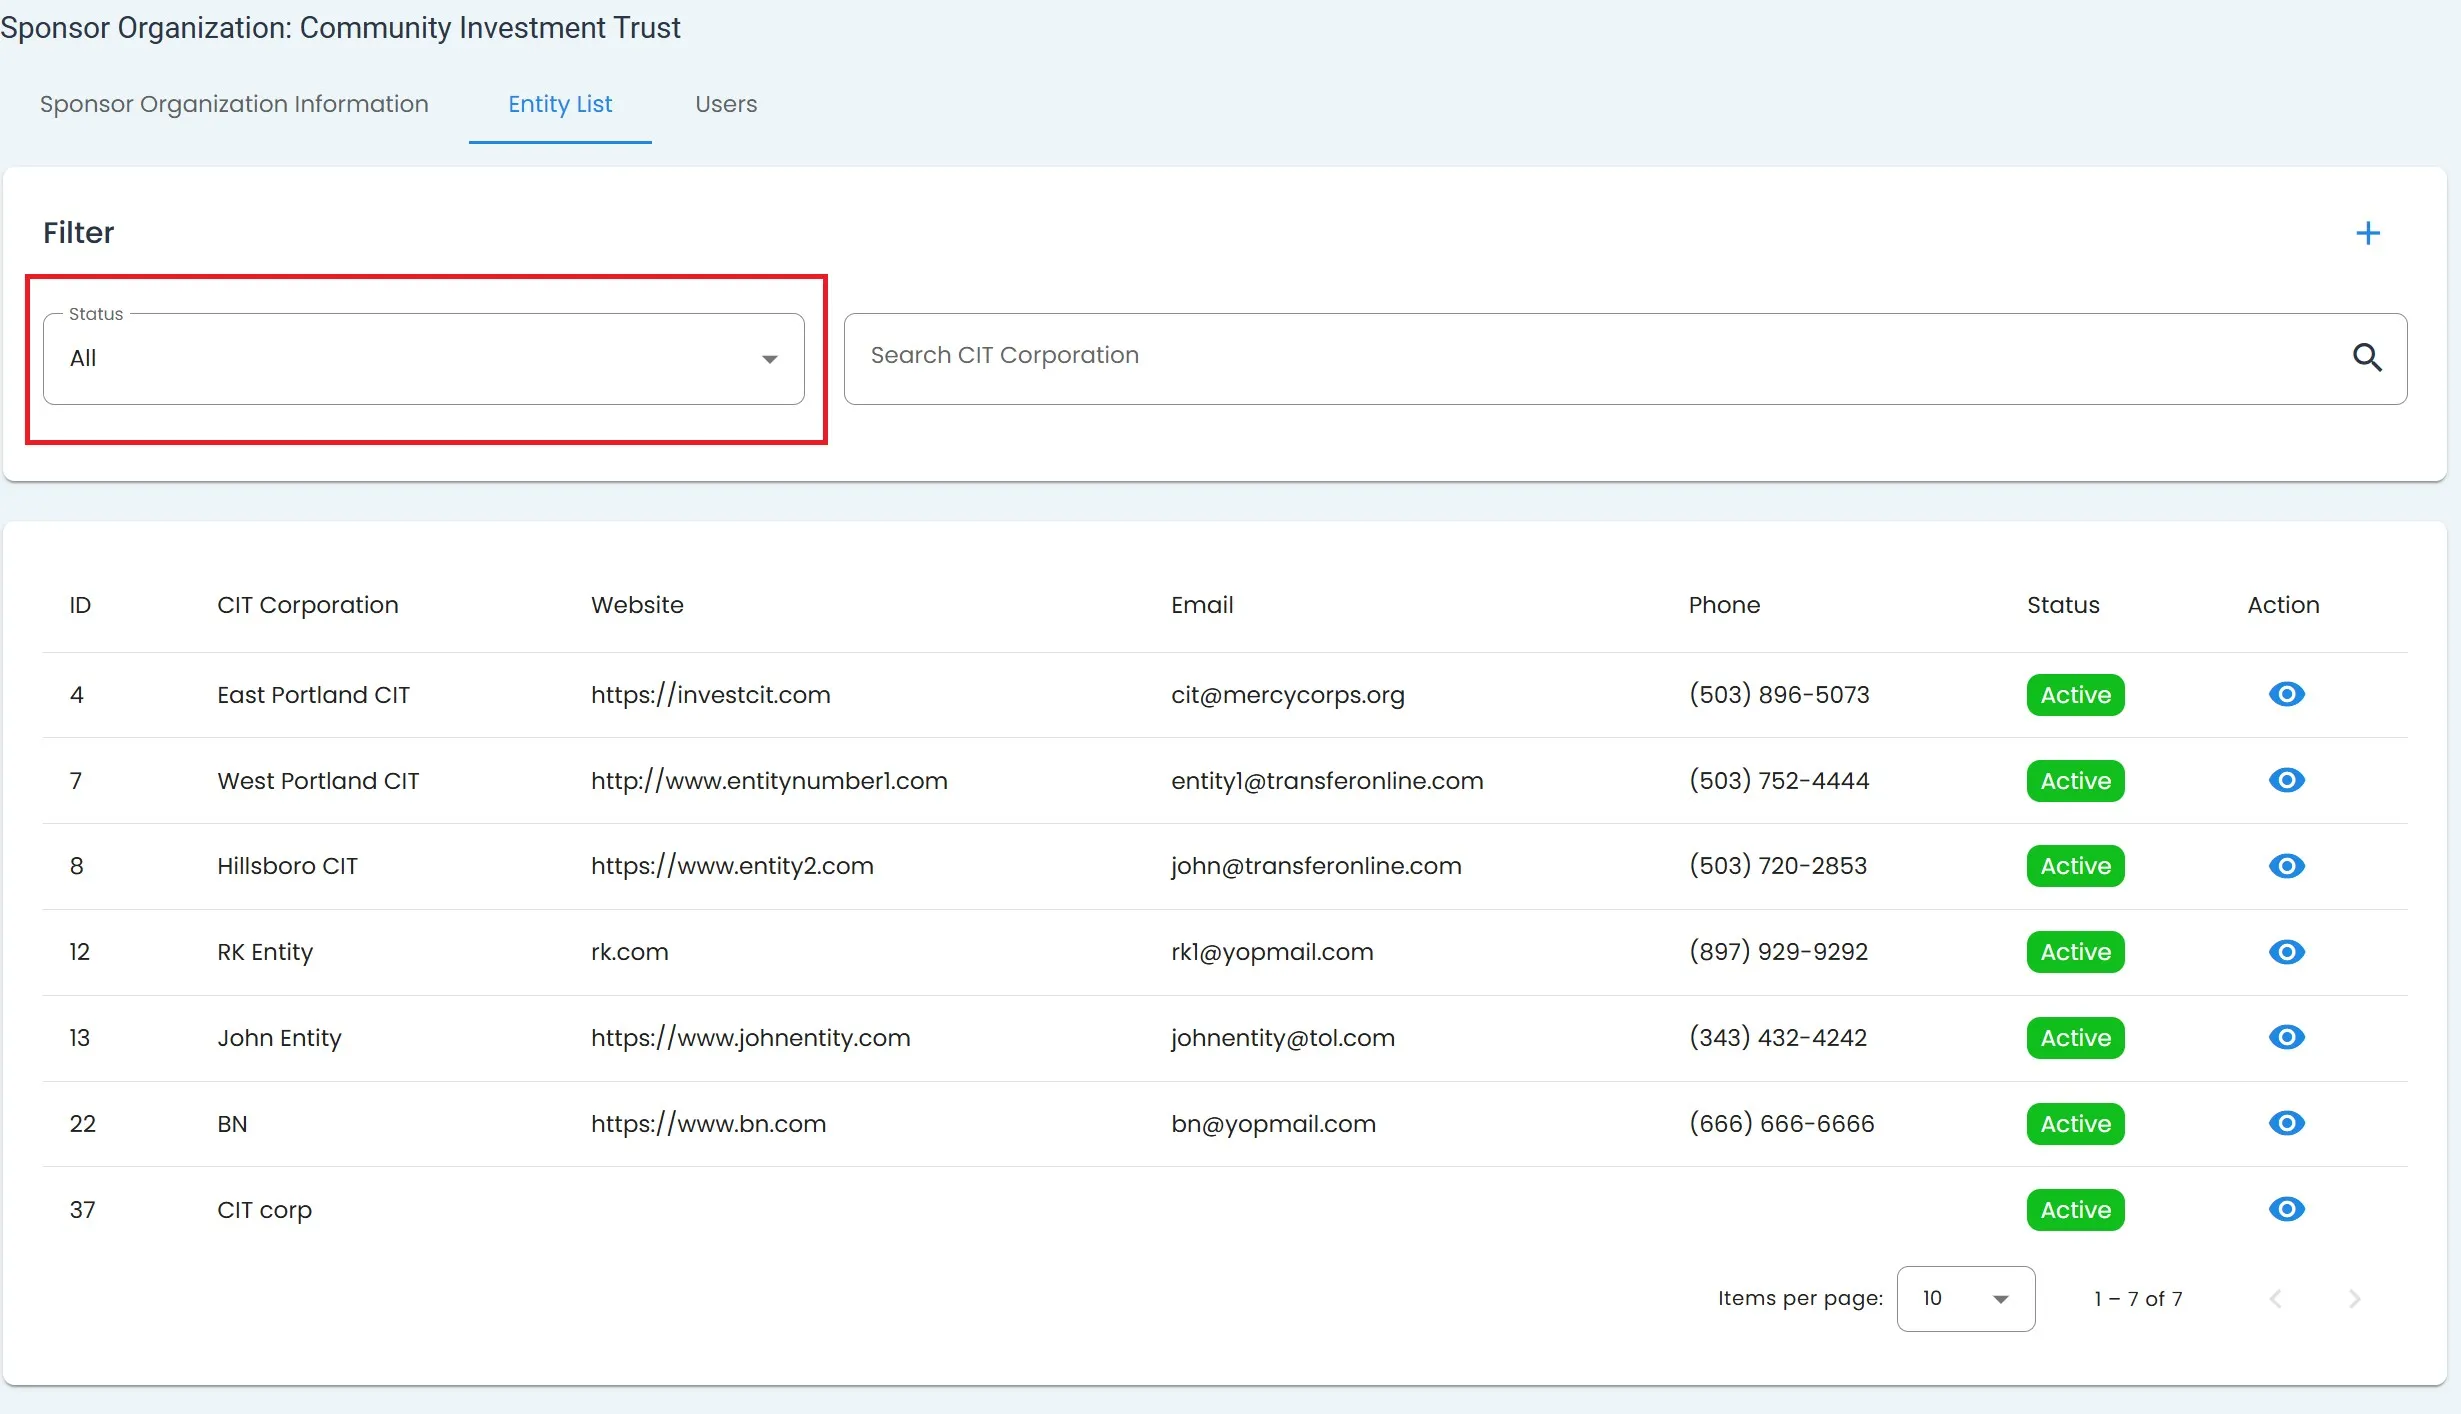 Sponsor Organization: Community Investment Trust
Sponsor Organization Information Entity List Users
Filter
Status
All
Search CIT Corporation
ID CIT Corporation Website Email Phone Status Action
4 East Portland CIT https://investcit.com cit@mercycorps.org (503) 896-5073 Active
7 West Portland CIT http://www.entitynumber1.com entity1@transferonline.com (503) 752-4444 Active
8 Hillsboro CIT https://www.entity2.com john@transferonline.com (503) 720-2853 Active
12 RK Entity rk.com rk1@yopmail.com (897) 929-9292 Active
13 John Entity https://www.johnentity.com johnentity@tol.com (343) 432-4242 Active
22 BN https://www.bn.com bn@yopmail.com (666) 666-6666 Active
37 CIT corp Active
Items per page: 10 1 – 7 of 7